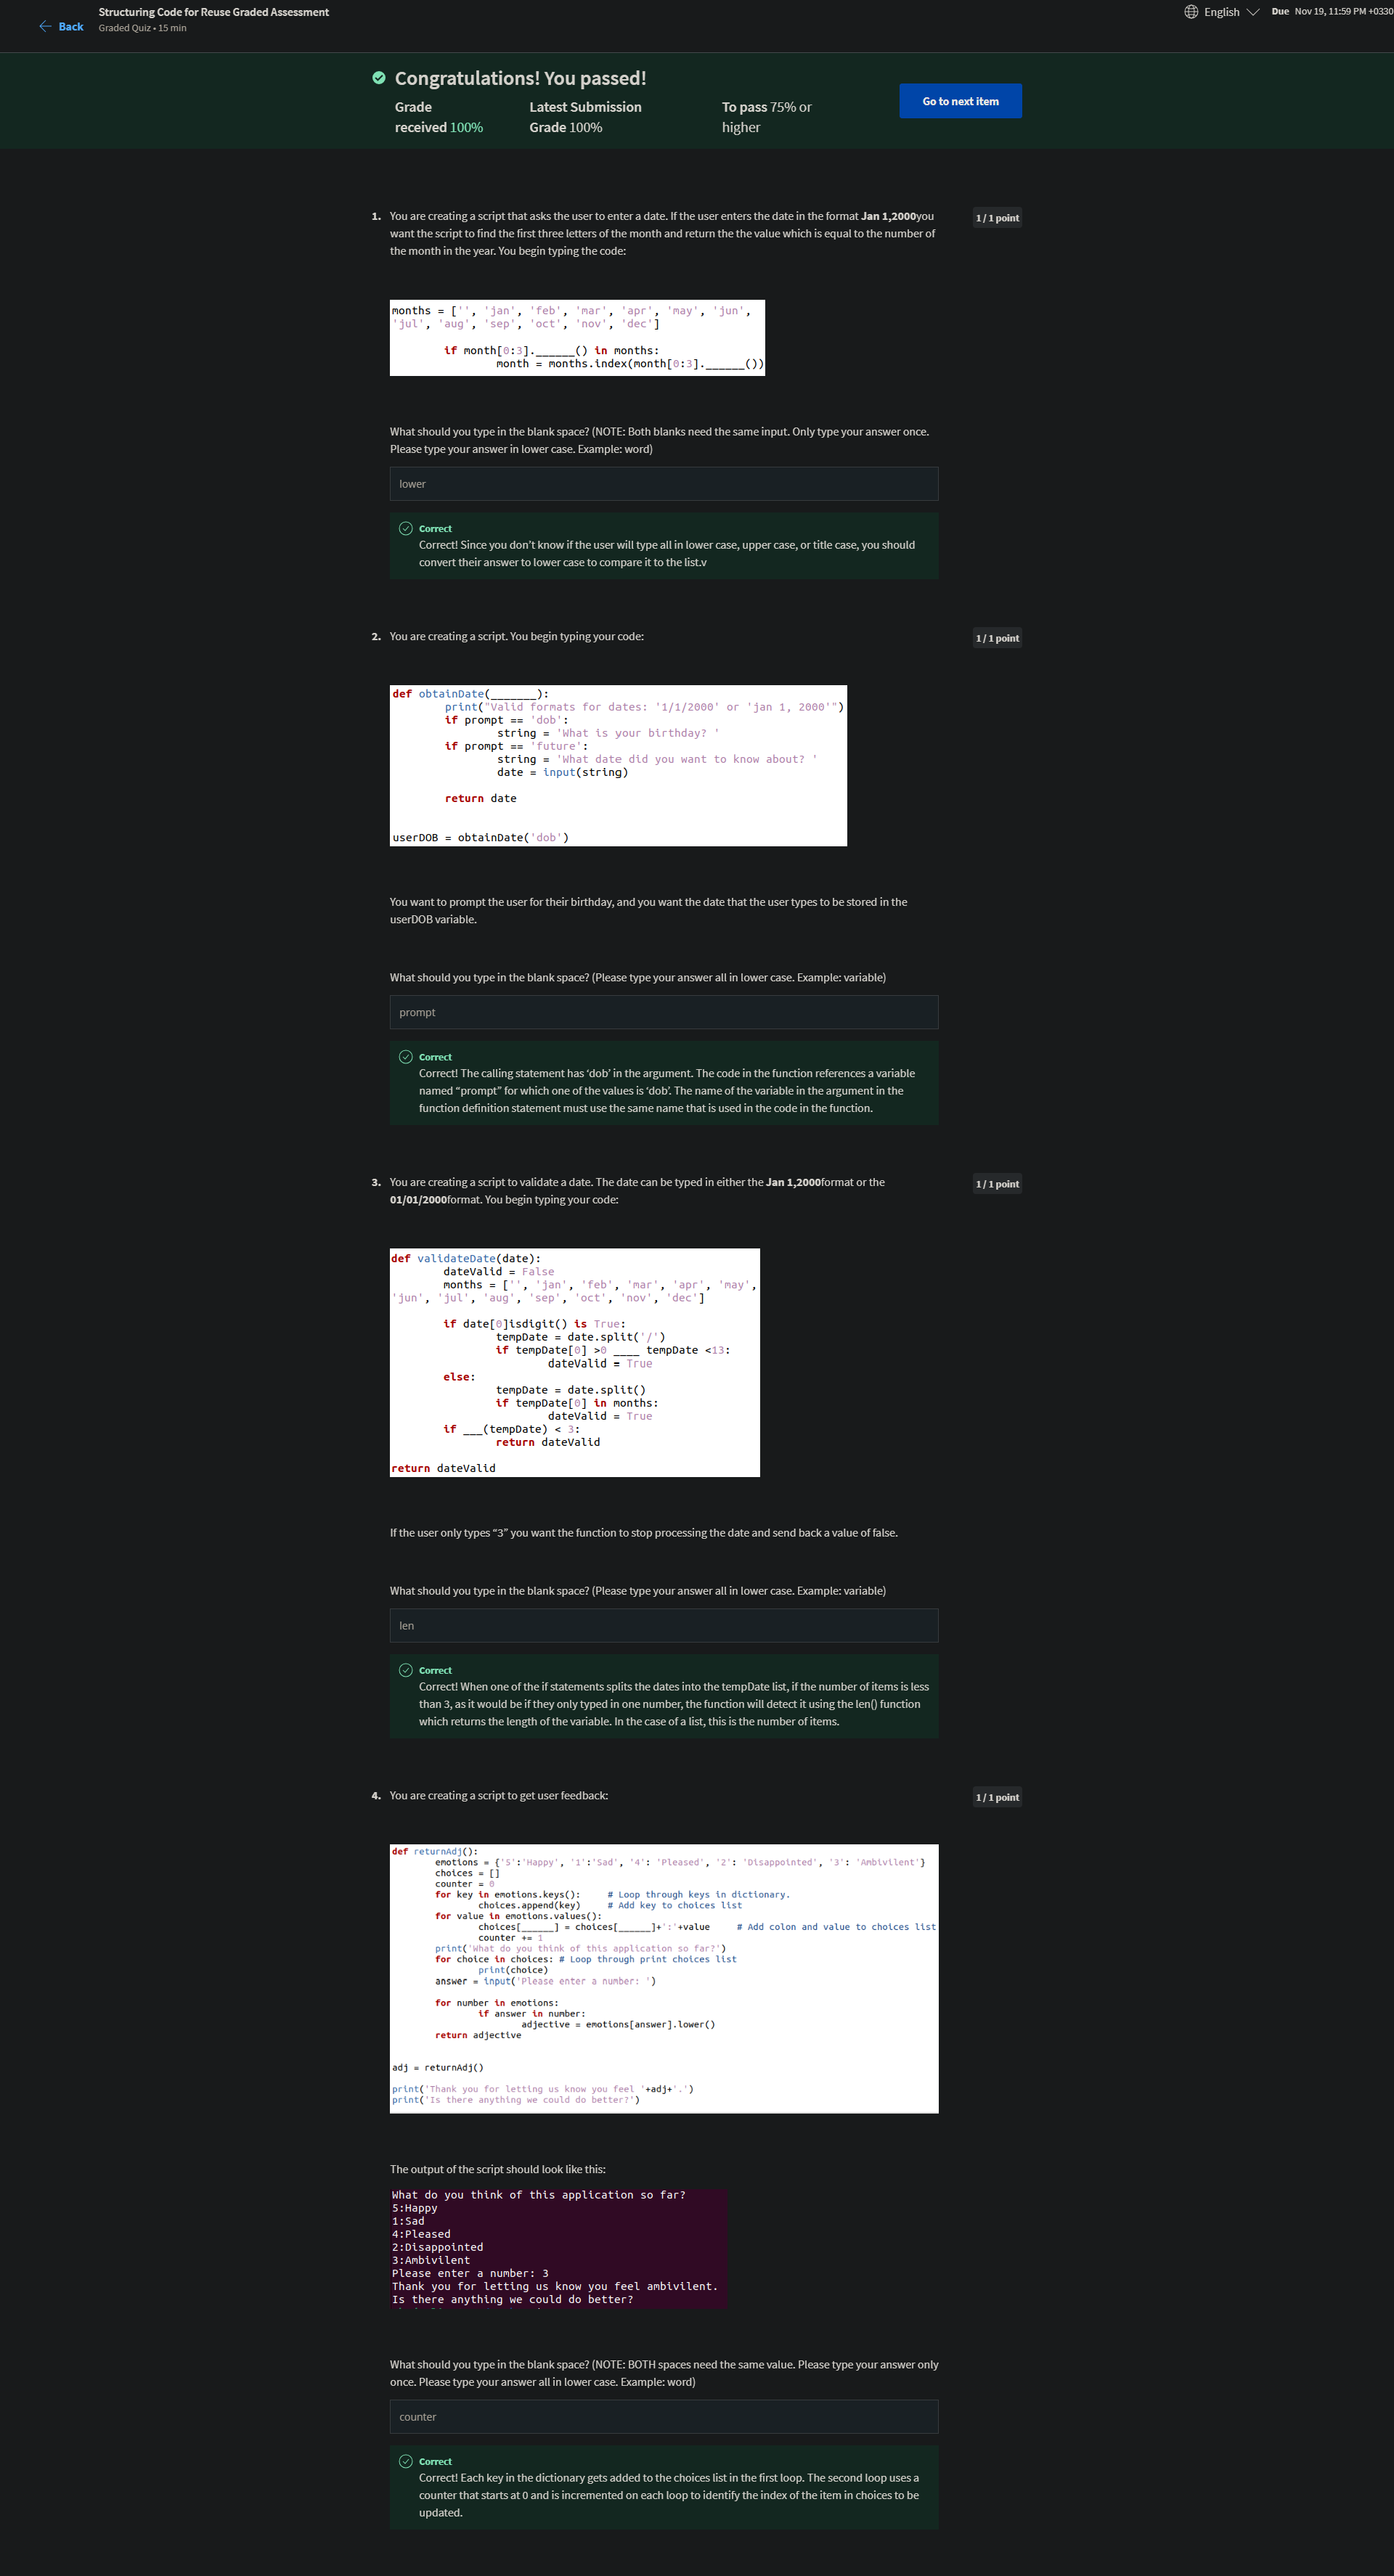 Structuring Code for Reuse Graded Assessment
Back
Graded Quiz • 15 min
English
Due Nov 19, 11:59 PM +0330
Congratulations! You passed!
Grade received 100%
Latest Submission Grade 100%
To pass 75% or higher
Go to next item
1. You are creating a script that asks the user to enter a date. If the user enters the date in the format Jan 1,2000you
want the script to find the first three letters of the month and return the the value which is equal to the number of
the month in the year. You begin typing the code:
1 / 1 point
months = ['', 'jan', 'feb', 'mar', 'apr', 'may', 'jun',
'jul', 'aug', 'sep', 'oct', 'nov', 'dec']
if month[0:3].______() in months:
month = months.index(month[0:3].______())
What should you type in the blank space? (NOTE: Both blanks need the same input. Only type your answer once.
Please type your answer in lower case. Example: word)
lower
Correct
Correct! Since you don't know if the user will type all in lower case, upper case, or title case, you should
convert their answer to lower case to compare it to the list.v
2. You are creating a script. You begin typing your code:
1 / 1 point
def obtainDate(_______):
print("Valid formats for dates: '1/1/2000' or 'jan 1, 2000'")
if prompt == 'dob':
string = 'What is your birthday? '
if prompt == 'future':
string = 'What date did you want to know about? '
date = input(string)
return date
userDOB = obtainDate('dob')
You want to prompt the user for their birthday, and you want the date that the user types to be stored in the
userDOB variable.
What should you type in the blank space? (Please type your answer all in lower case. Example: variable)
prompt
Correct
Correct! The calling statement has ‘dob’ in the argument. The code in the function references a variable
named “prompt” for which one of the values is ‘dob’. The name of the variable in the argument in the
function definition statement must use the same name that is used in the code in the function.
3. You are creating a script to validate a date. The date can be typed in either the Jan 1,2000format or the
01/01/2000format. You begin typing your code:
1 / 1 point
def validateDate(date):
dateValid = False
months = ['', 'jan', 'feb', 'mar', 'apr', 'may',
'jun', 'jul', 'aug', 'sep', 'oct', 'nov', 'dec']
if date[0]isdigit() is True:
tempDate = date.split('/')
if tempDate[0] >0 ____ tempDate <13:
dateValid = True
else:
tempDate = date.split()
if tempDate[0] in months:
dateValid = True
if ___(tempDate) < 3:
return dateValid
return dateValid
If the user only types “3” you want the function to stop processing the date and send back a value of false.
What should you type in the blank space? (Please type your answer all in lower case. Example: variable)
len
Correct
Correct! When one of the if statements splits the dates into the tempDate list, if the number of items is less
than 3, as it would be if they only typed in one number, the function will detect it using the len() function
which returns the length of the variable. In the case of a list, this is the number of items.
4. You are creating a script to get user feedback:
1 / 1 point
def returnAdj():
emotions = {'5':'Happy', '1':'Sad', '4': 'Pleased', '2': 'Disappointed', '3': 'Ambivilent'}
choices = []
counter = 0
for key in emotions.keys(): # Loop through keys in dictionary.
choices.append(key) # Add key to choices list
for value in emotions.values():
choices[______] = choices[______]+':'+value # Add colon and value to choices list
counter += 1
print('What do you think of this application so far?')
for choice in choices: # Loop through print choices list
print(choice)
answer = input('Please enter a number: ')
for number in emotions:
if answer in number:
adjective = emotions[answer].lower()
return adjective
adj = returnAdj()
print('Thank you for letting us know you feel '+adj+'.')
print('Is there anything we could do better?')
The output of the script should look like this:
What do you think of this application so far?
5:Happy
1:Sad
4:Pleased
2:Disappointed
3:Ambivilent
Please enter a number: 3
Thank you for letting us know you feel ambivilent.
Is there anything we could do better?
What should you type in the blank space? (NOTE: BOTH spaces need the same value. Please type your answer only
once. Please type your answer all in lower case. Example: word)
counter
Correct
Correct! Each key in the dictionary gets added to the choices list in the first loop. The second loop uses a
counter that starts at 0 and is incremented on each loop to identify the index of the item in choices to be
updated.